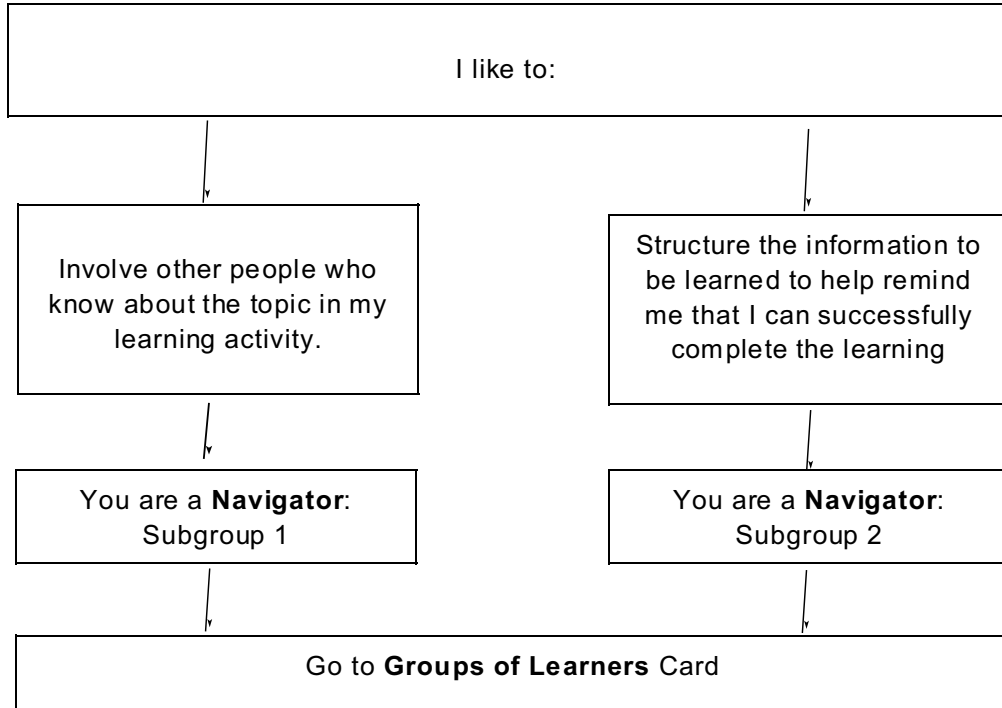 I like to:
Involve other people who
know about the topic in my
learning activity.
Structure the information to
be learned to help remind
me that I can successfully
complete the learning
You are a Navigator:
Subgroup 1
You are a Navigator:
Subgroup 2
Go to Groups of Learners Card